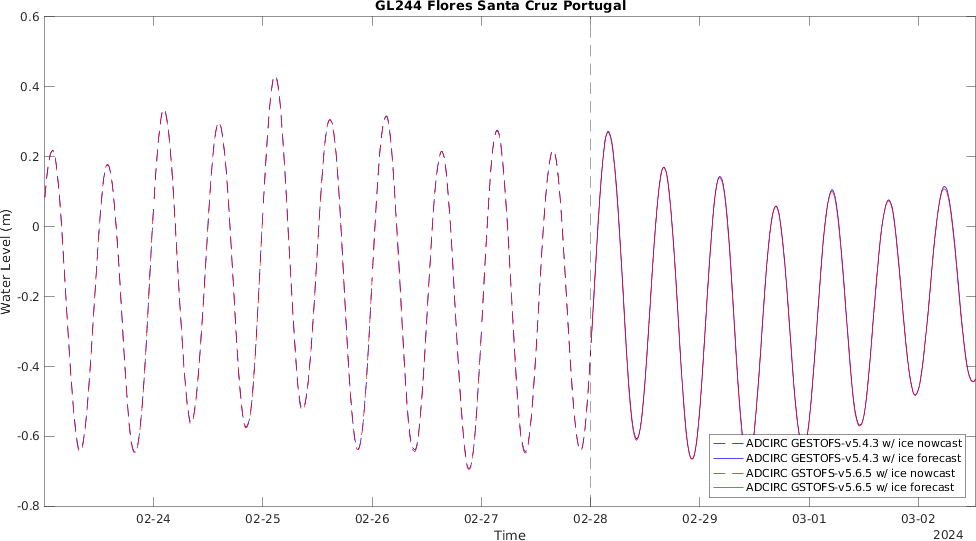 GL244 Flores Santa Cruz Portugal
0.6
0.4
0.2
0
-0.2
-0.4
-0.6
-0.8
Water Level (m)
ADCIRC GESTOFS-v5.4.3 w/ ice nowcast
ADCIRC GESTOFS-v5.4.3 w/ ice forecast
ADCIRC GSTOFS-v5.6.5 w/ ice nowcast
ADCIRC GSTOFS-v5.6.5 w/ ice forecast
02-24 02-25 02-26 02-27 02-28 02-29 03-01 03-02
Time
2024